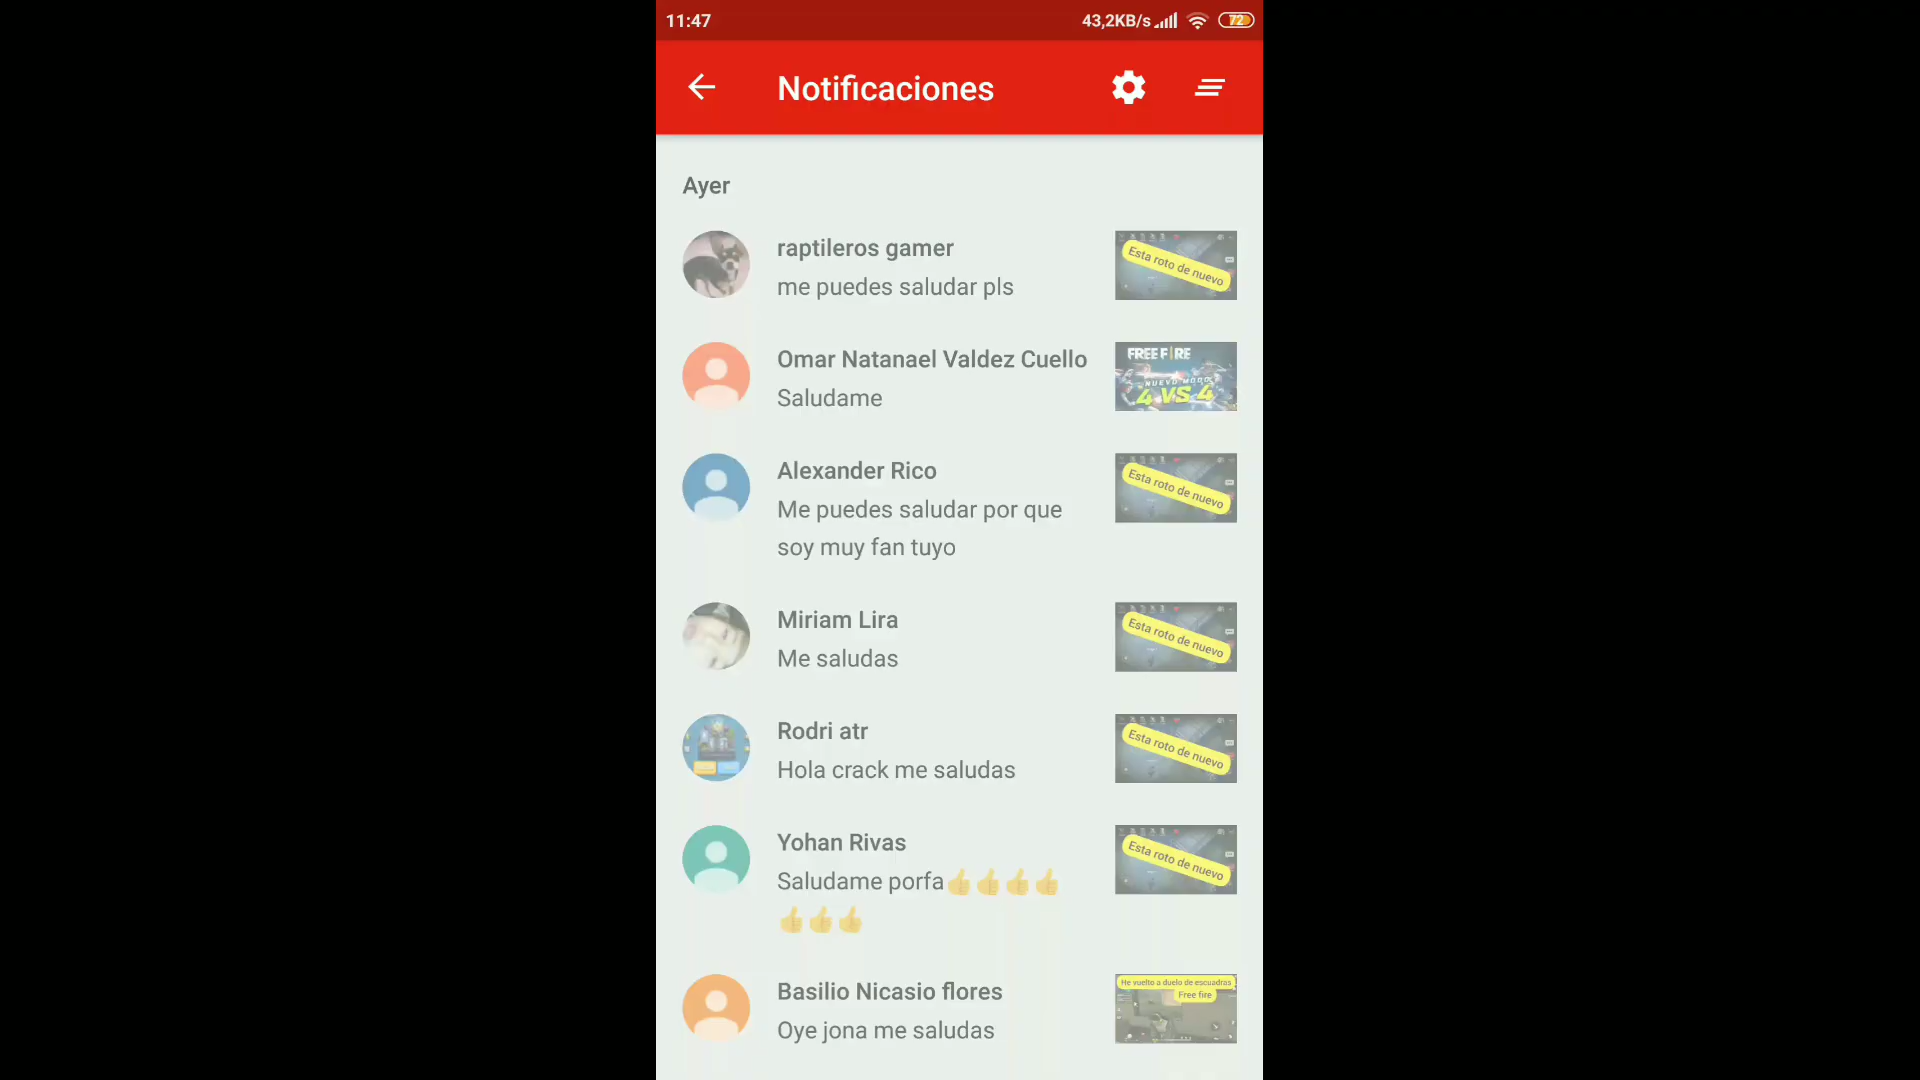 11:47
43,2KB/s
72
Notificaciones
Ayer
raptileros gamer
me puedes saludar pls
Esta roto de nuevo
Omar Natanael Valdez Cuello
Saludame
FREE FIRE
NUEVO MODO
4 VS 4
Alexander Rico
Me puedes saludar por que
soy muy fan tuyo
Esta roto de nuevo
Miriam Lira
Me saludas
Esta roto de nuevo
Rodri atr
Hola crack me saludas
Esta roto de nuevo
Yohan Rivas
Saludame porfa👍👍👍👍
👍👍👍
Esta roto de nuevo
Basilio Nicasio flores
Oye jona me saludas
He vuelto a duelo de escuadras
Free fire